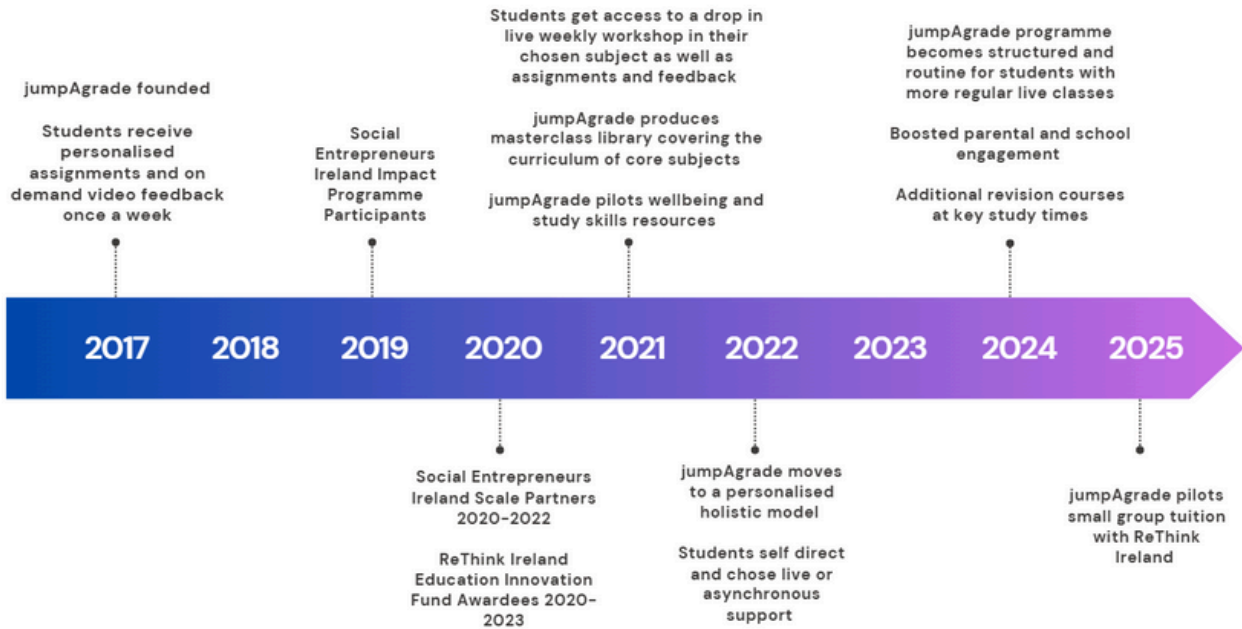 jumpAgrade founded
Students receive
personalised
assignments and on
demand video feedback
once a week
Social
Entrepreneurs
Ireland Impact
Programme
Participants
Students get access to a drop in
live weekly workshop in their
chosen subject as well as
assignments and feedback
jumpAgrade produces
masterclass library covering the
curriculum of core subjects
jumpAgrade pilots wellbeing and
study skills resources
jumpAgrade programme
becomes structured and
routine for students with
more regular live classes
Boosted parental and school
engagement
Additional revision courses
at key study times
2017 2018 2019 2020 2021 2022 2023 2024 2025
Social Entrepreneurs
Ireland Scale Partners
2020-2022
ReThink Ireland
Education Innovation
Fund Awardees 2020-
2023
jumpAgrade moves
to a personalised
holistic model
Students self direct
and chose live or
asynchronous
support
jumpAgrade pilots
small group tuition
with ReThink
Ireland